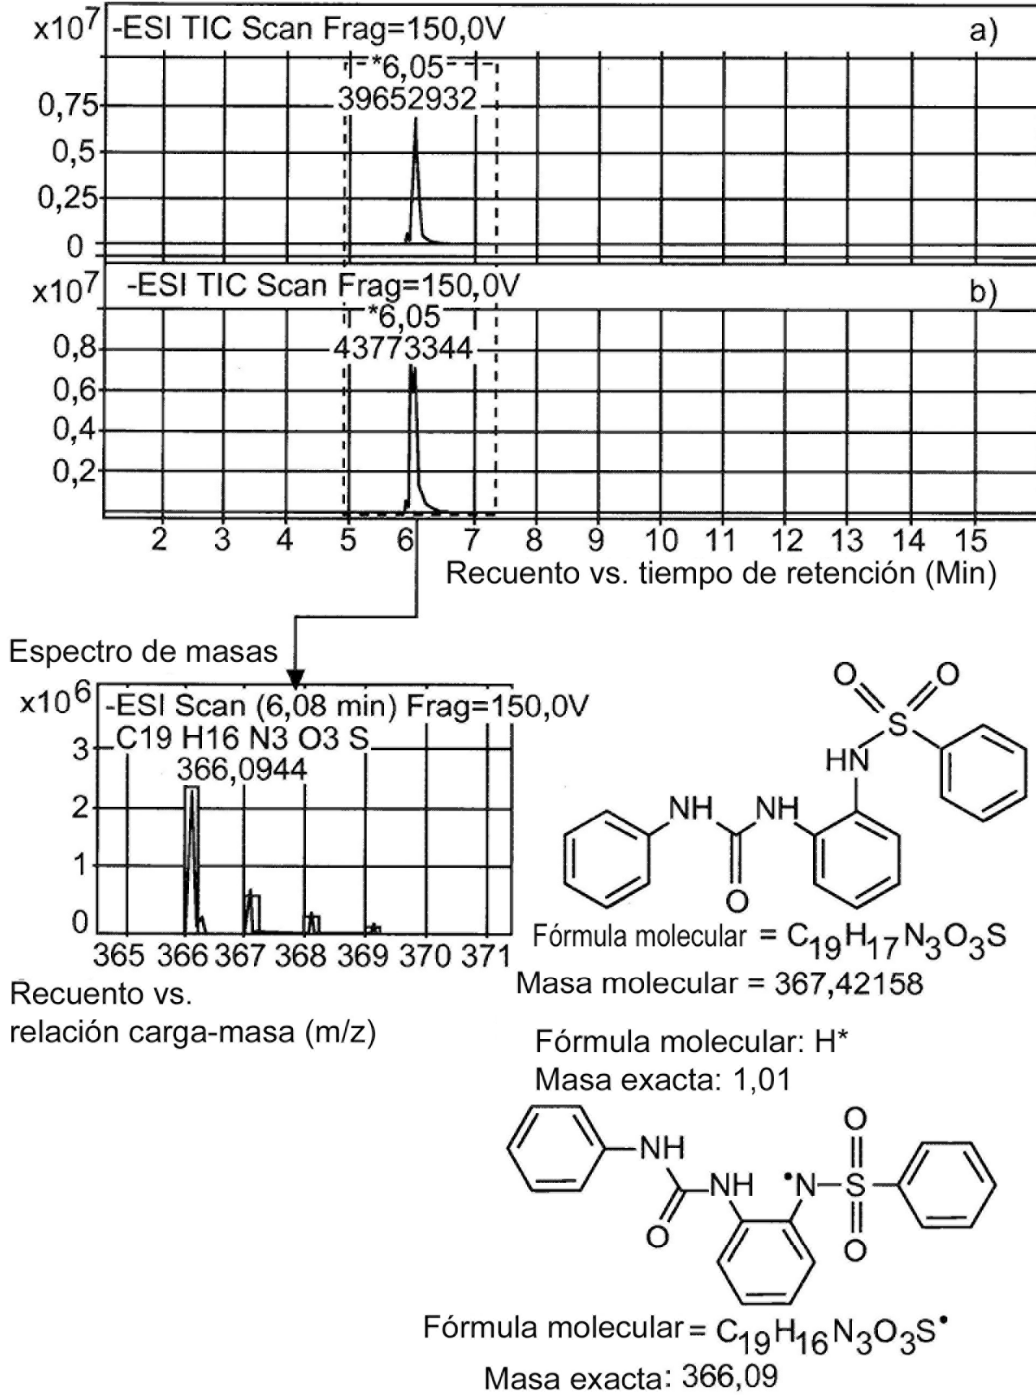 x10⁷ -ESI TIC Scan Frag=150,0V a)
*6,05
39652932
0,75
0,5
0,25
0
x10⁷ -ESI TIC Scan Frag=150,0V b)
*6,05
43773344
0,8
0,6
0,4
0,2
2 3 4 5 6 7 8 9 10 11 12 13 14 15
Recuento vs. tiempo de retención (Min)
Espectro de masas
x10⁶ -ESI Scan (6,08 min) Frag=150,0V
C19 H16 N3 O3 S
366,0944
3
2
1
0
365 366 367 368 369 370 371
Recuento vs.
relación carga-masa (m/z)
O O
S
HN
NH NH
O
Fórmula molecular = C₁₉H₁₇N₃O₃S
Masa molecular = 367,42158
Fórmula molecular: H*
Masa exacta: 1,01
O
NH
NH •N S
O
O
Fórmula molecular = C₁₉H₁₆N₃O₃S•
Masa exacta: 366,09